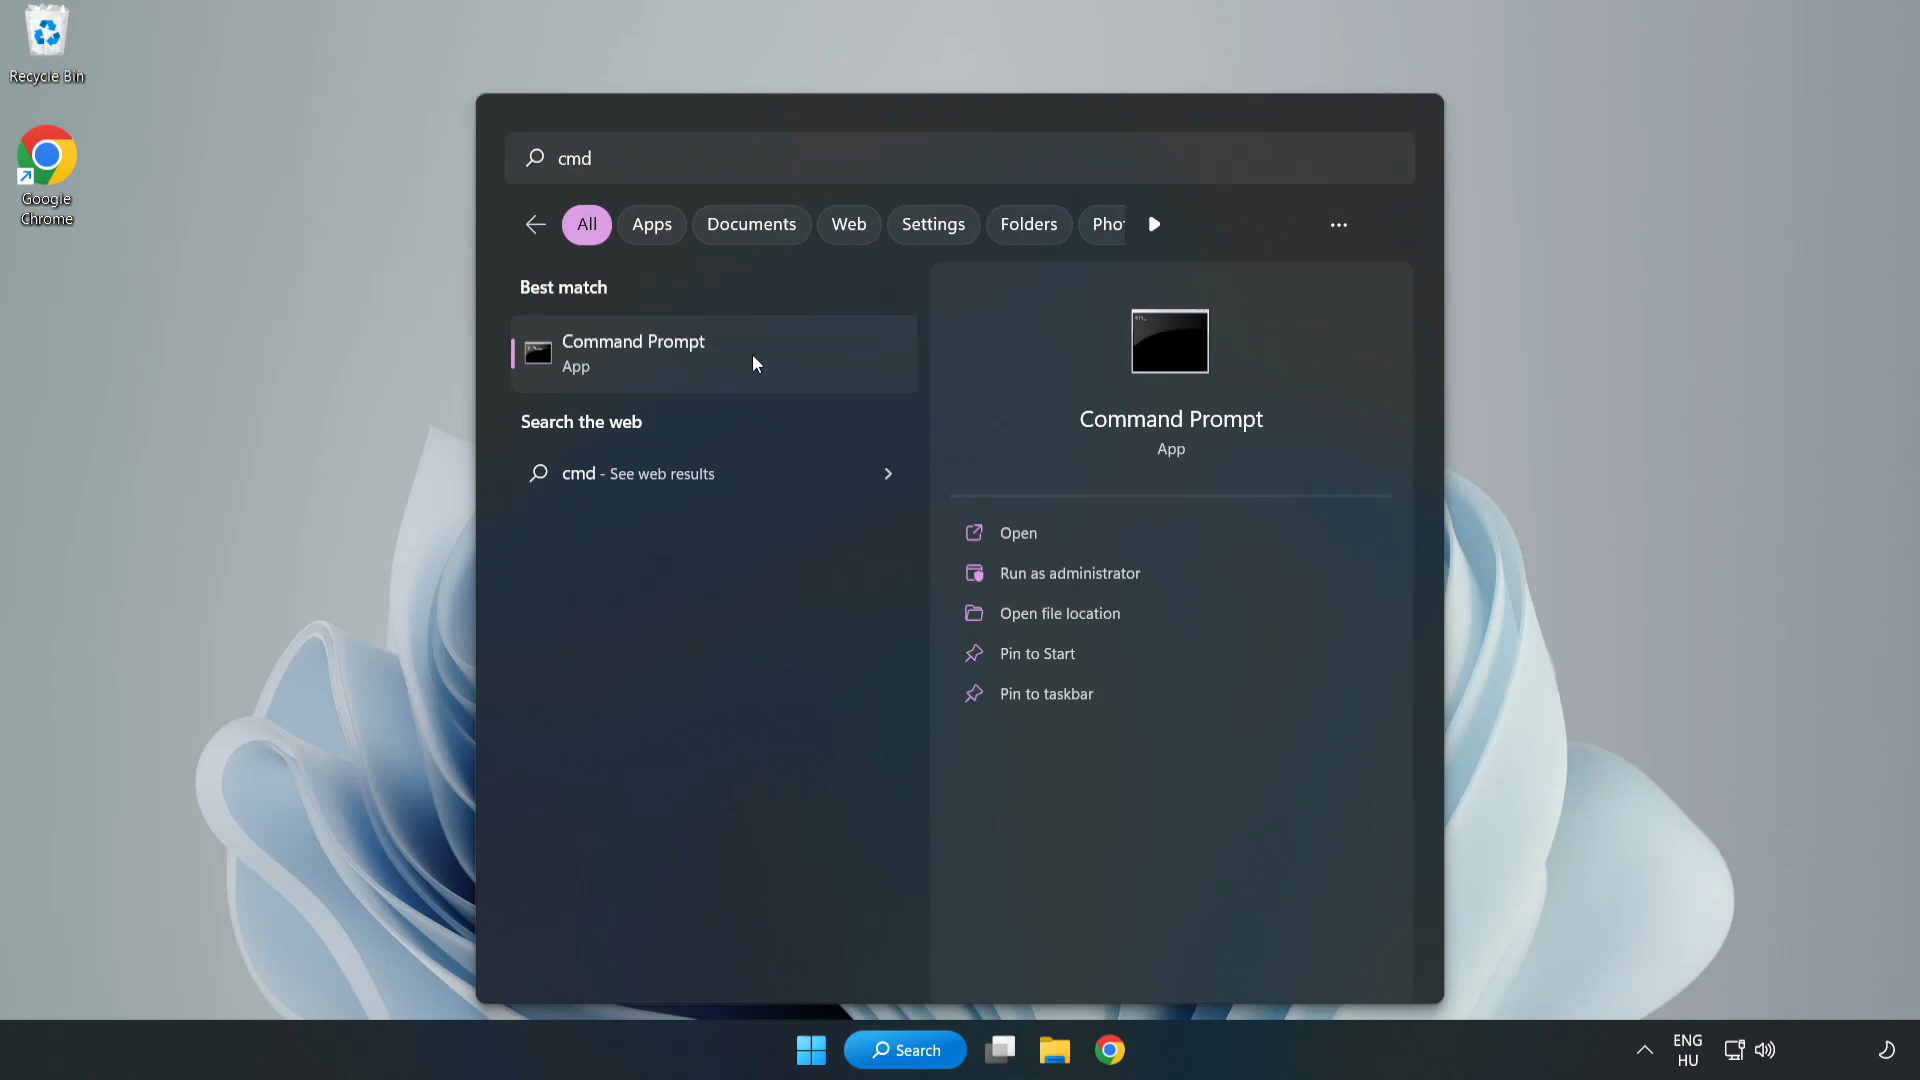 Recycle Bin
Google
Chrome
cmd
All
Apps
Documents
Web
Settings
Folders
Pho
Best match
Command Prompt
App
Search the web
cmd - See web results
Command Prompt
App
Open
Run as administrator
Open file location
Pin to Start
Pin to taskbar
Search
ENG
HU